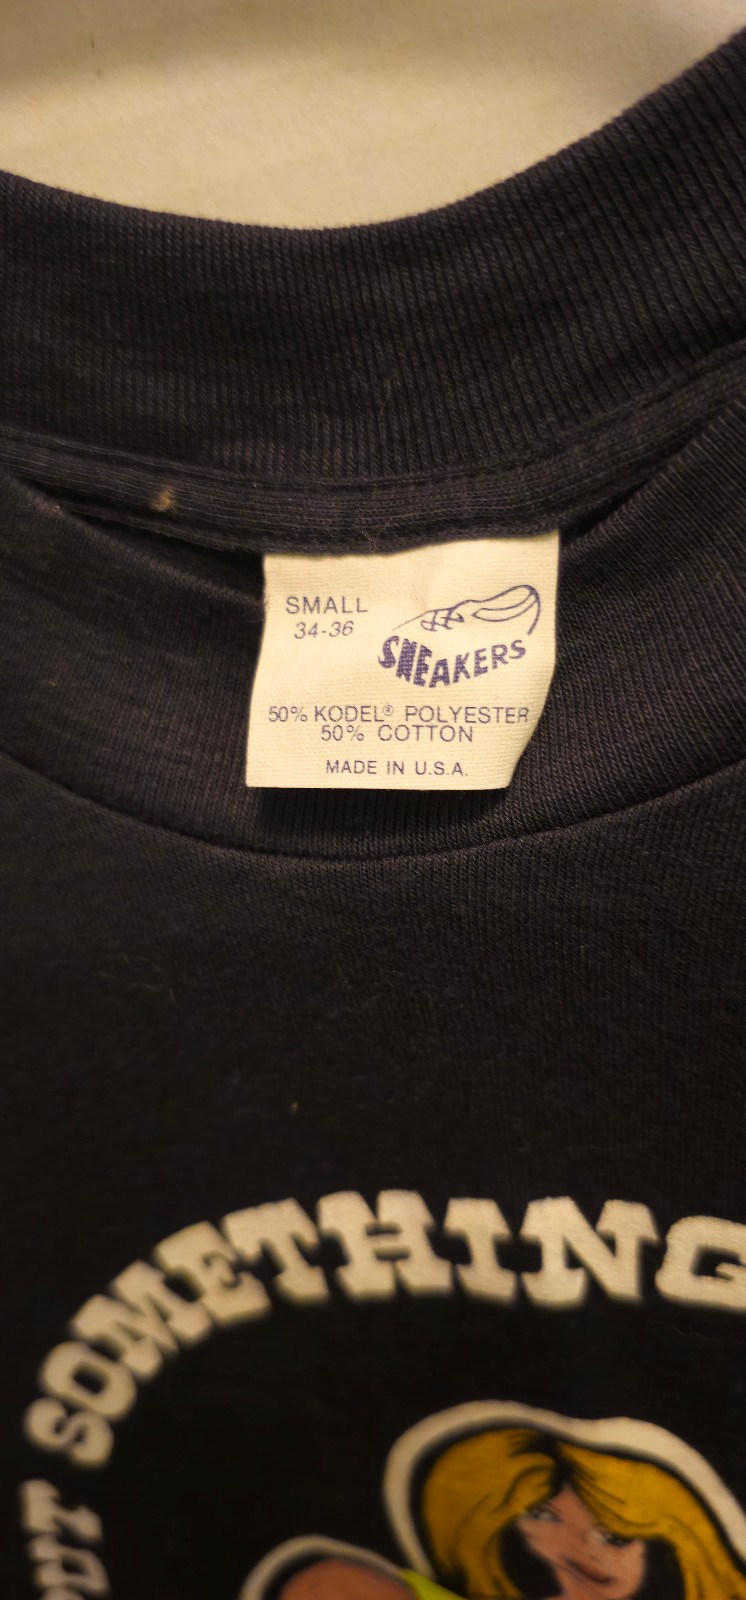 SMALL
34-36
SNEAKERS
50% KODEL® POLYESTER
50% COTTON
MADE IN U.S.A.
SOMETHING